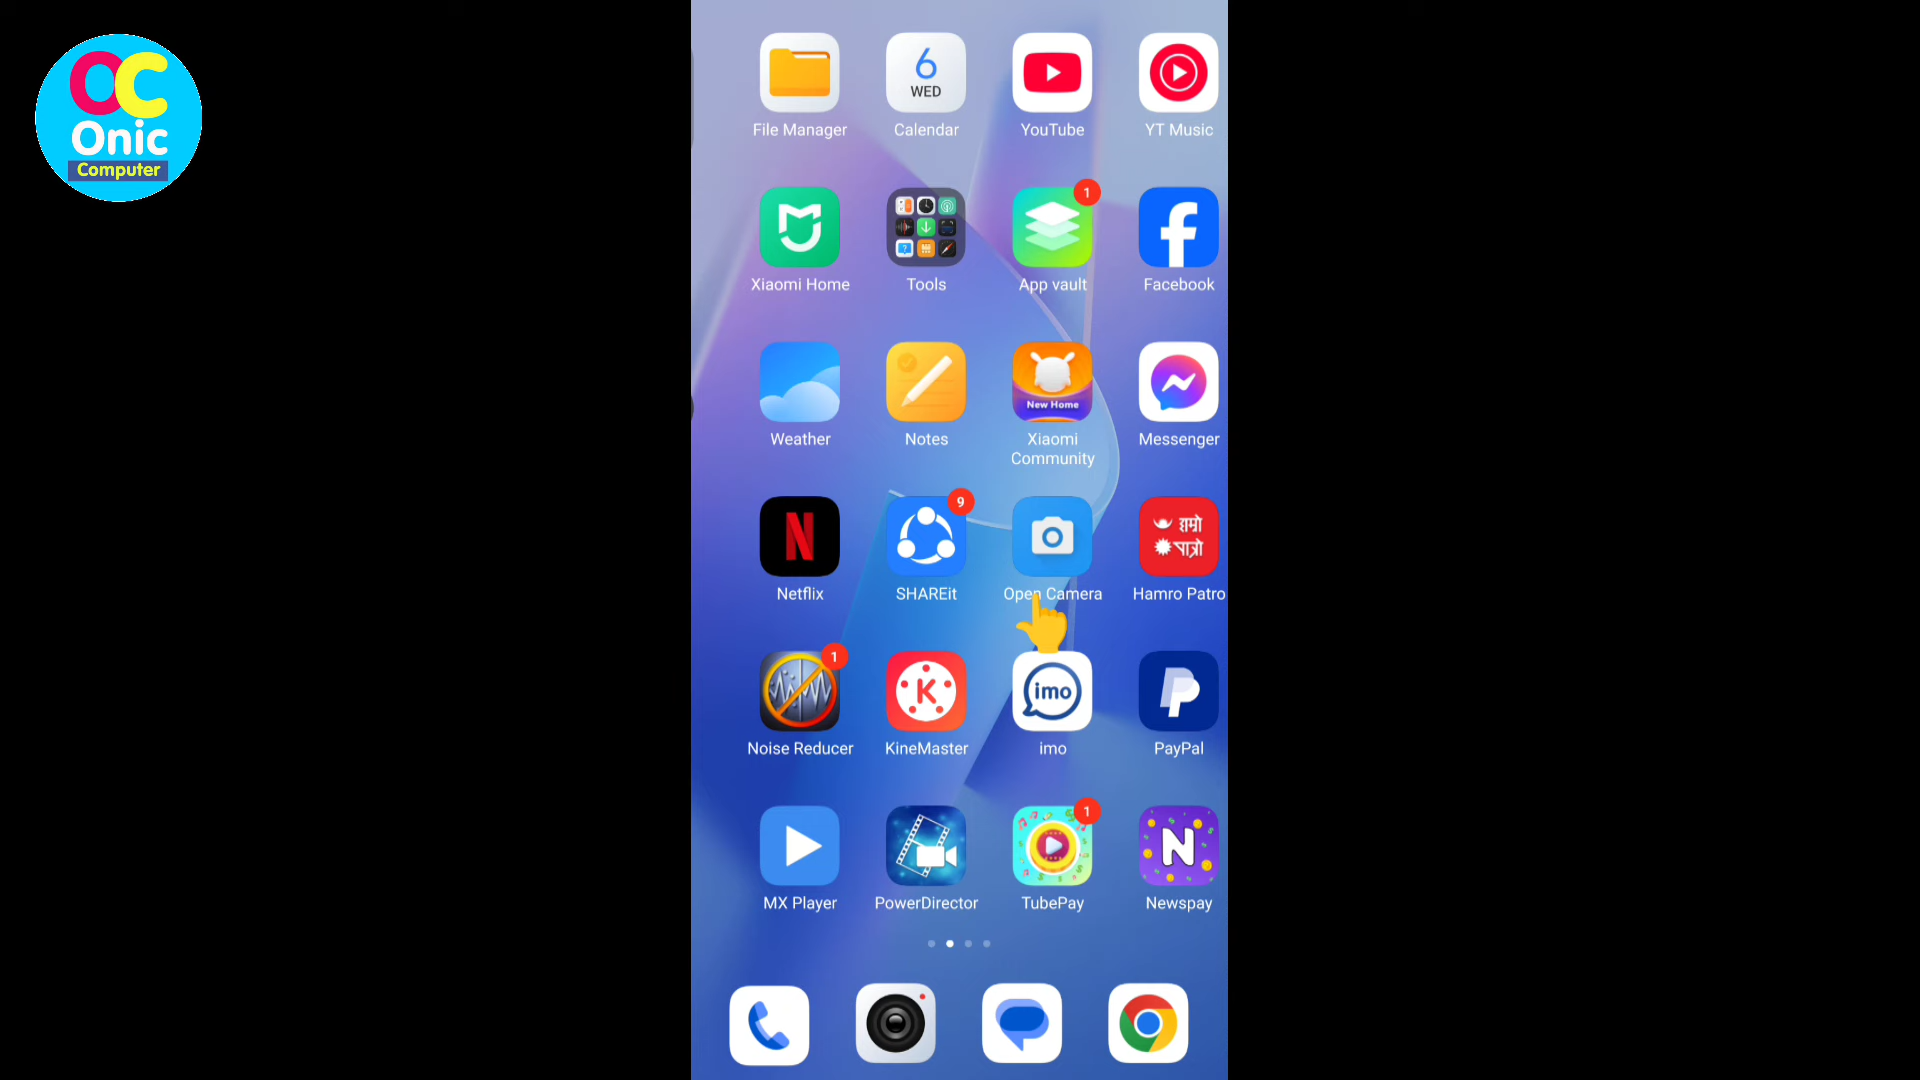 OC
Onic
Computer
6
WED
File Manager
Calendar
YouTube
YT Music
1
Xiaomi Home
Tools
App vault
Facebook
New Home
Weather
Notes
Xiaomi
Community
Messenger
N
9
हाम्रो
पात्रो
Netflix
SHAREit
Open Camera
Hamro Patro
1
K
imo
Noise Reducer
KineMaster
imo
PayPal
1
N
MX Player
PowerDirector
TubePay
Newspay